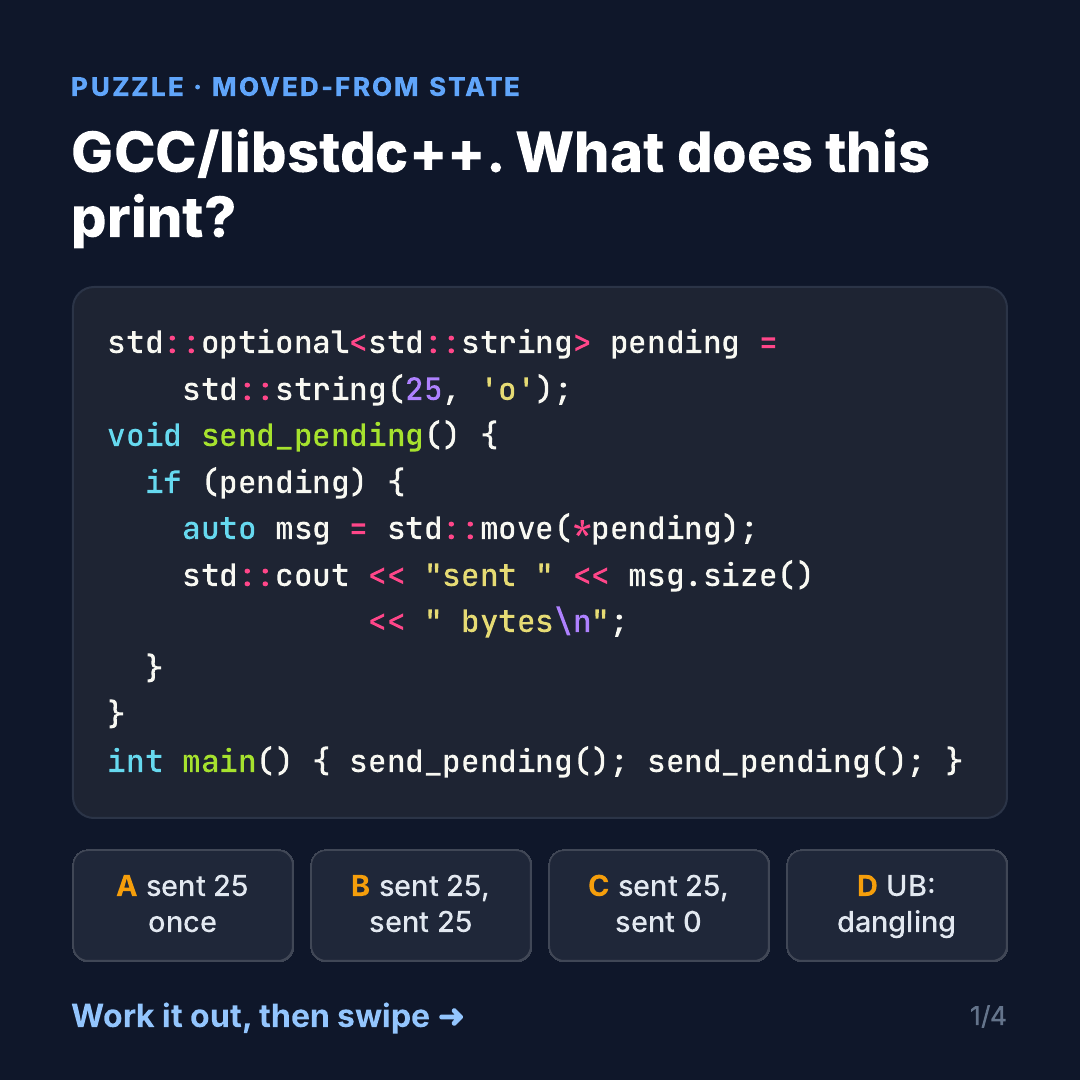 PUZZLE · MOVED-FROM STATE
GCC/libstdc++. What does this
print?
std::optional<std::string> pending =
    std::string(25, 'o');
void send_pending() {
  if (pending) {
    auto msg = std::move(*pending);
    std::cout << "sent " << msg.size()
              << " bytes\n";
  }
}
int main() { send_pending(); send_pending(); }
A sent 25
once
B sent 25,
sent 25
C sent 25,
sent 0
D UB:
dangling
Work it out, then swipe ➜
1/4